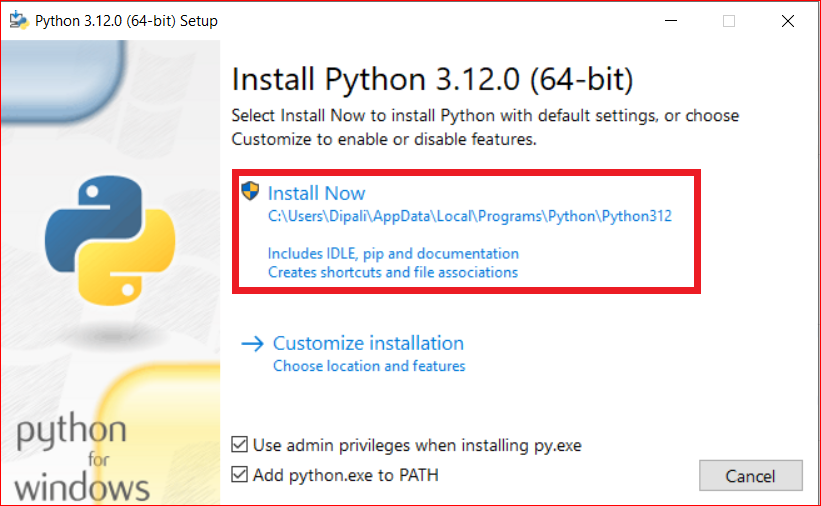 Python 3.12.0 (64-bit) Setup
Install Python 3.12.0 (64-bit)
Select Install Now to install Python with default settings, or choose
Customize to enable or disable features.
Install Now
C:\Users\Dipali\AppData\Local\Programs\Python\Python312
Includes IDLE, pip and documentation
Creates shortcuts and file associations
Customize installation
Choose location and features
Use admin privileges when installing py.exe
Add python.exe to PATH
Cancel
python
for
windows